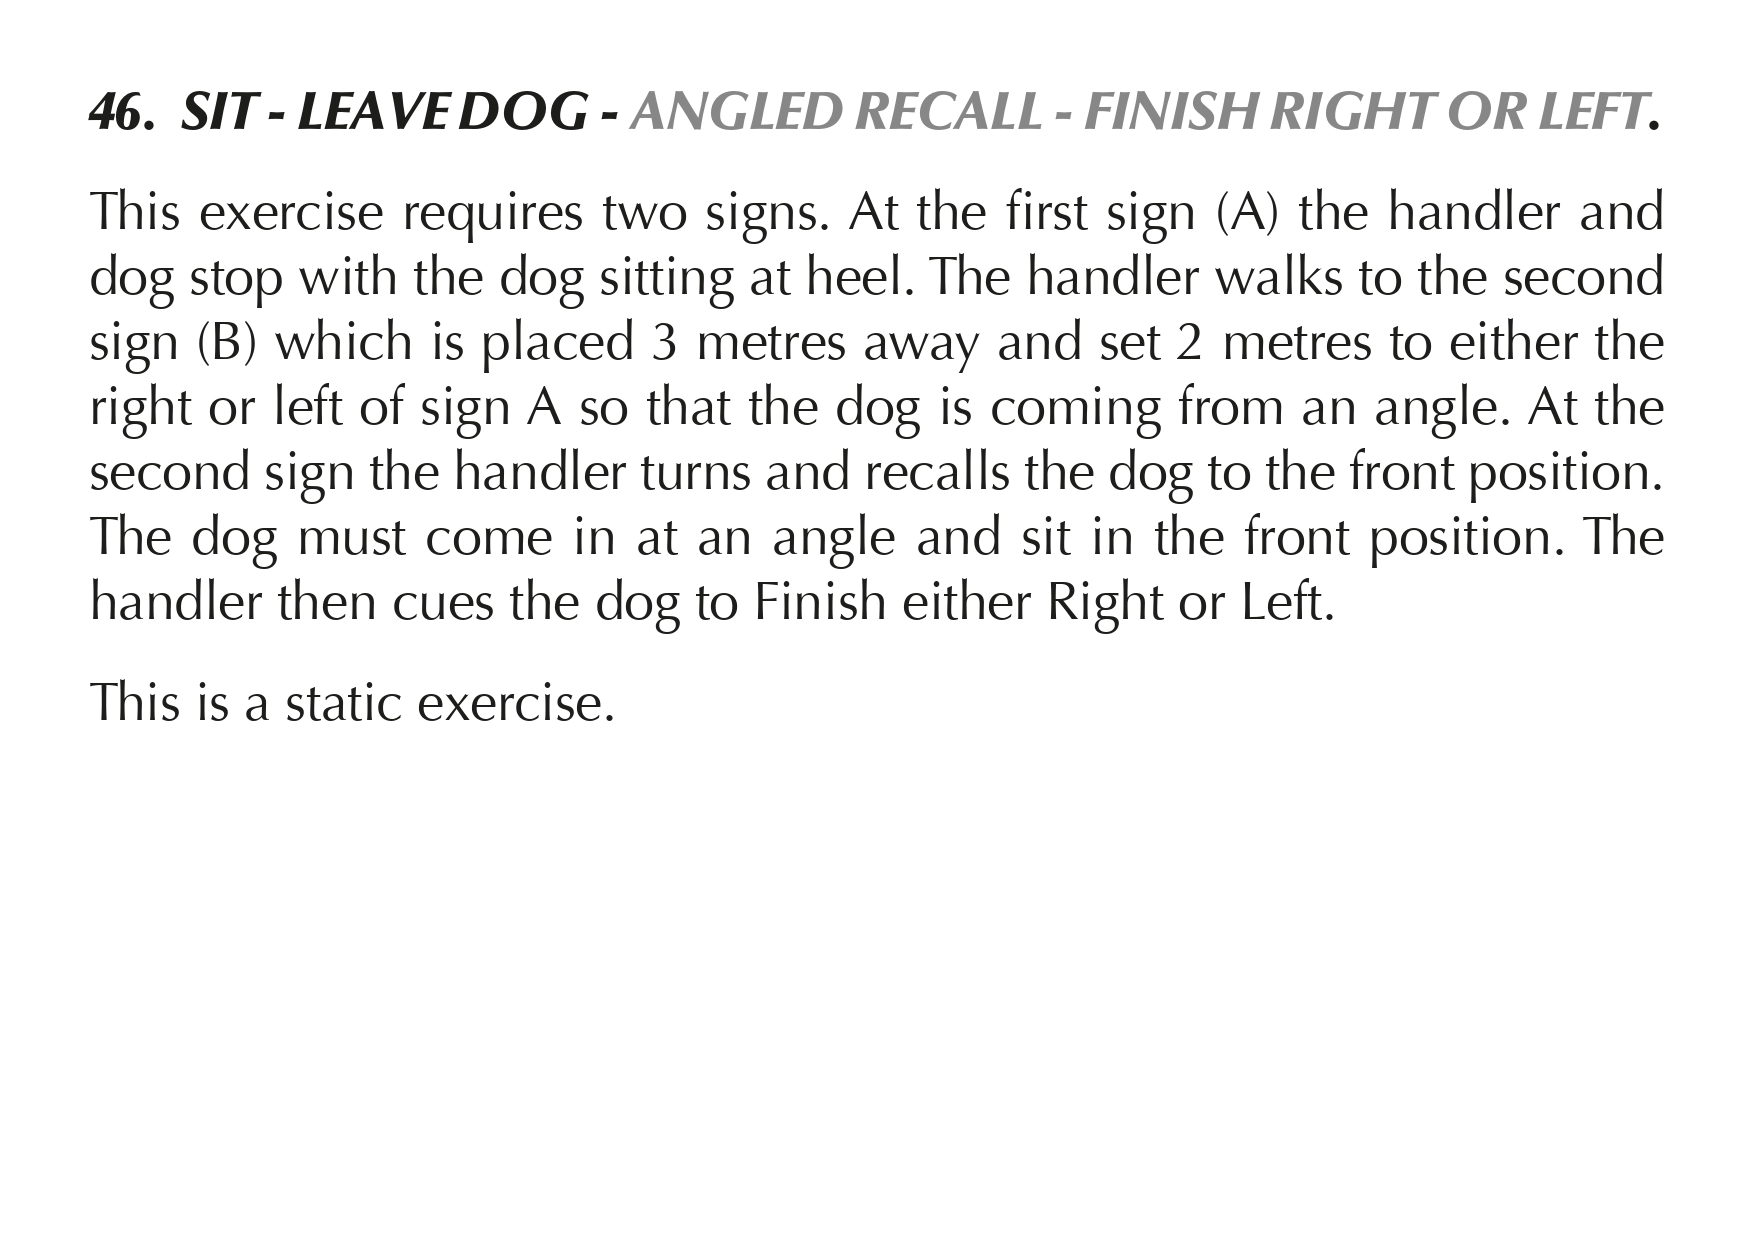 46. SIT - LEAVE DOG - ANGLED RECALL - FINISH RIGHT OR LEFT.
This exercise requires two signs. At the first sign (A) the handler and
dog stop with the dog sitting at heel. The handler walks to the second
sign (B) which is placed 3 metres away and set 2 metres to either the
right or left of sign A so that the dog is coming from an angle. At the
second sign the handler turns and recalls the dog to the front position.
The dog must come in at an angle and sit in the front position. The
handler then cues the dog to Finish either Right or Left.
This is a static exercise.